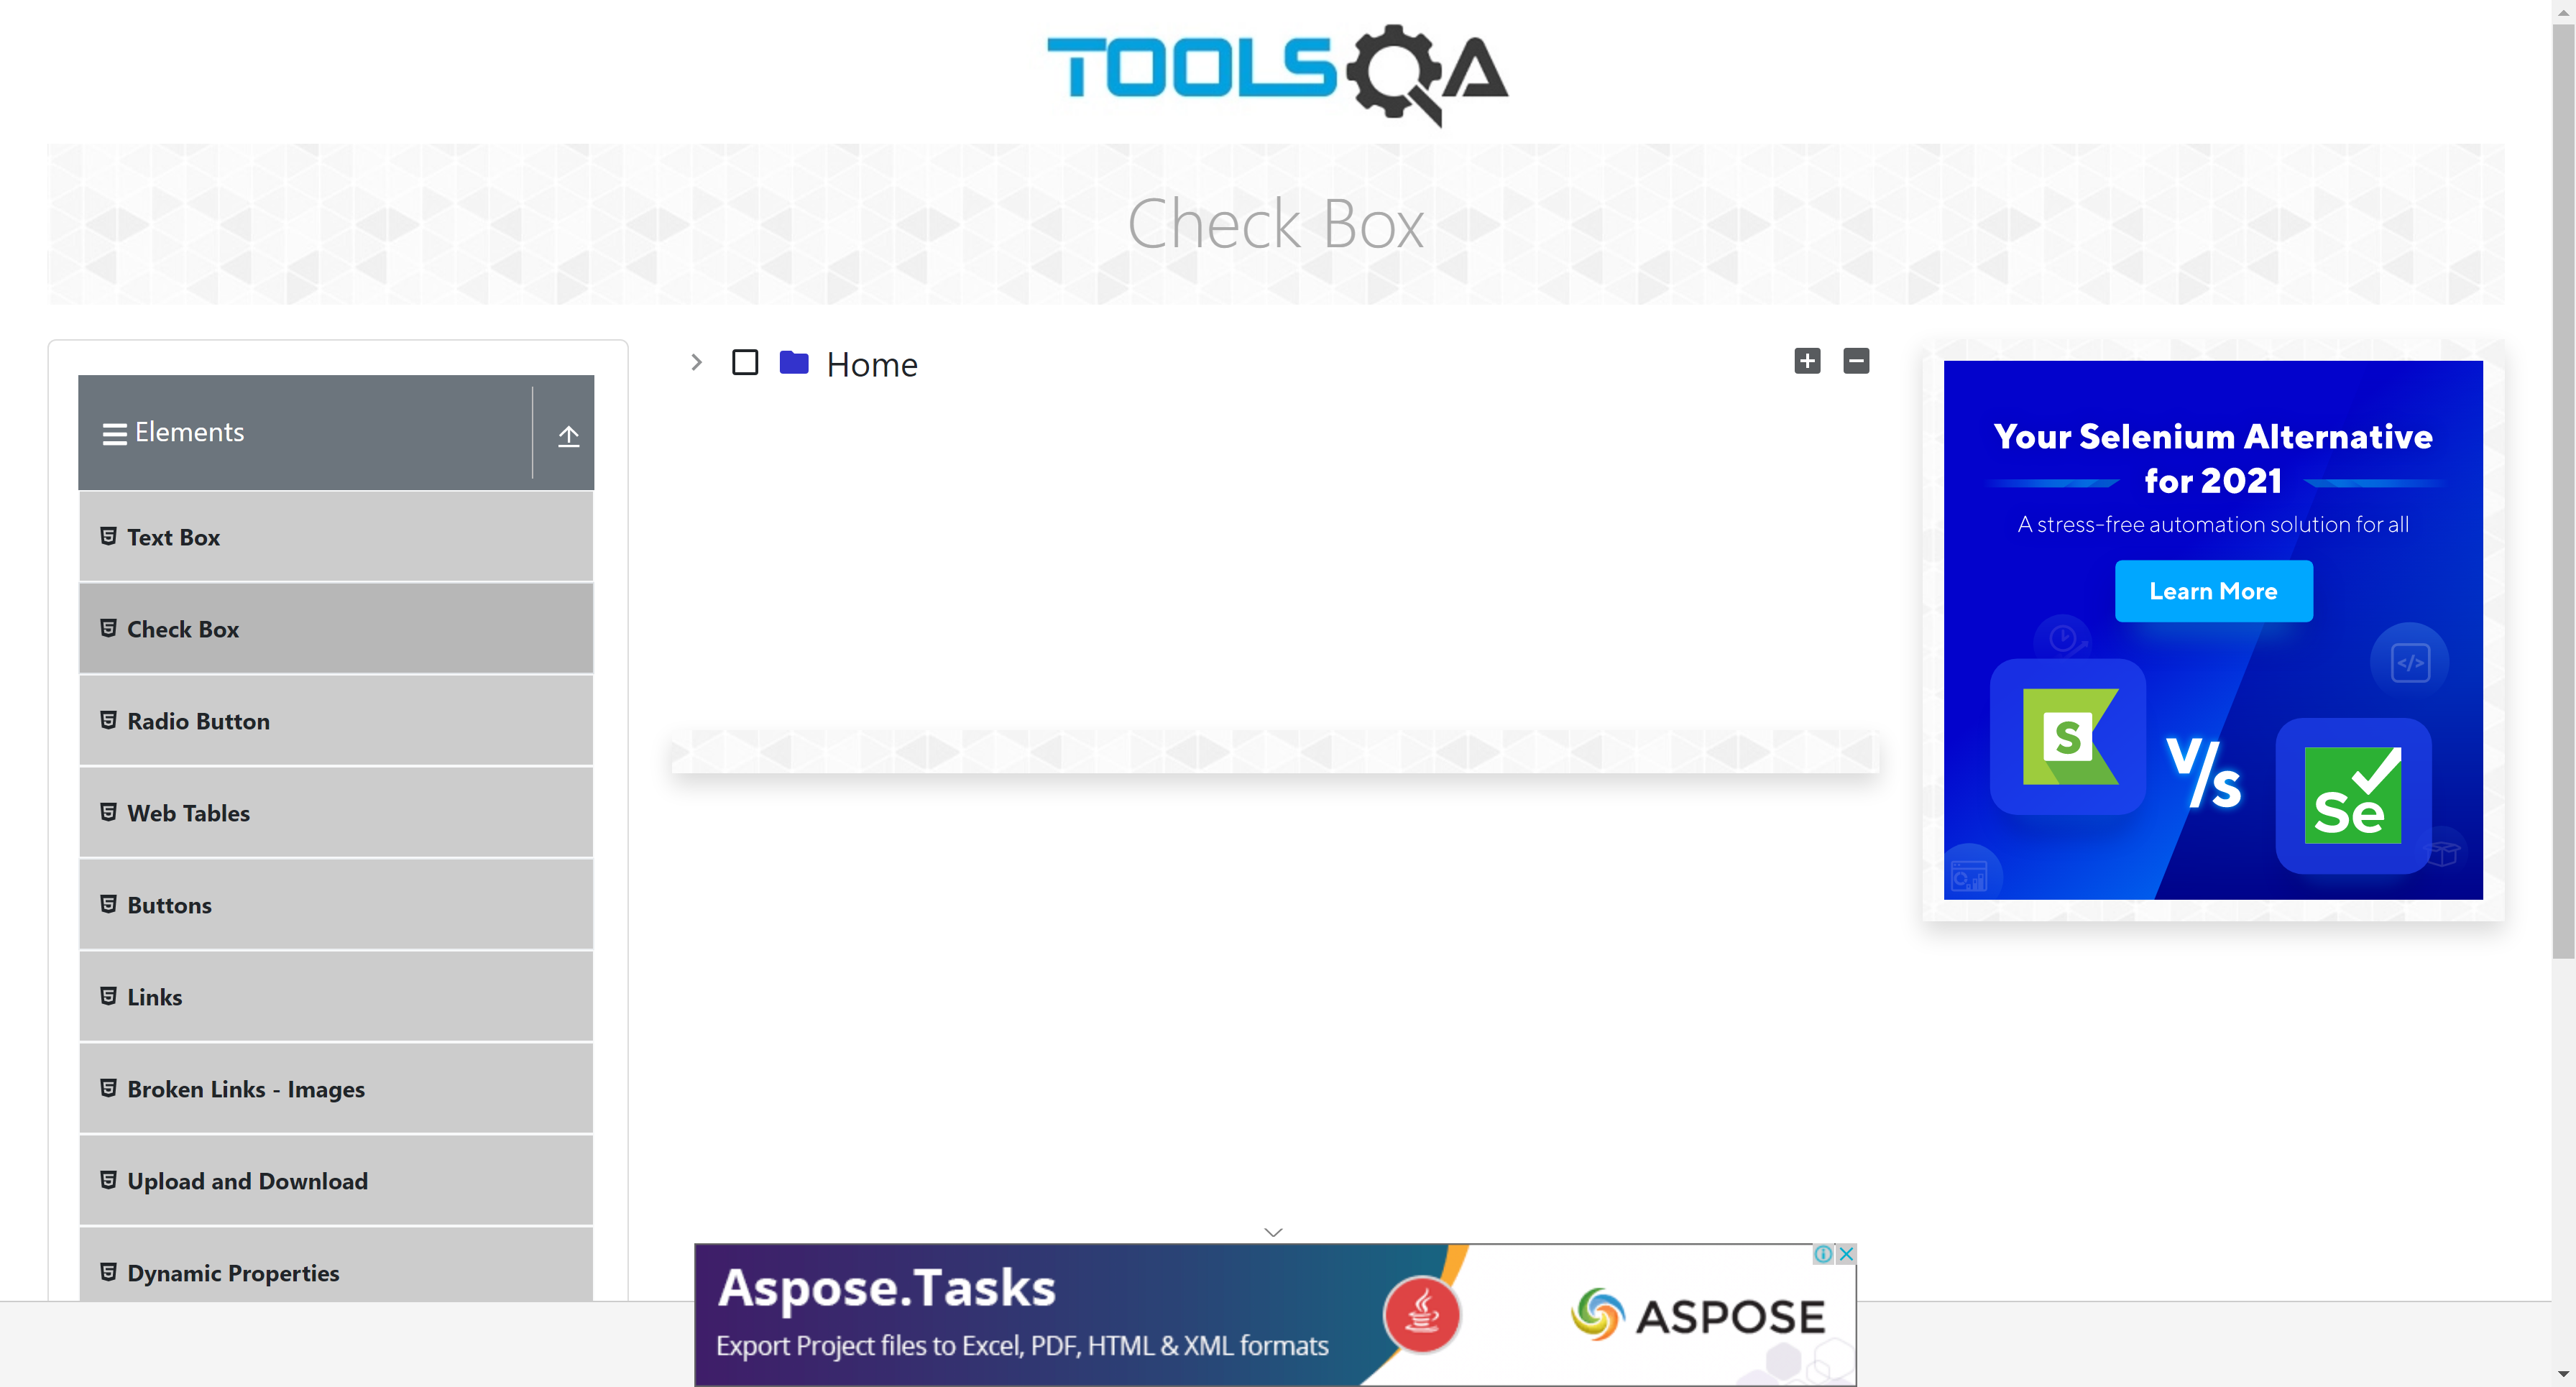 TOOLSQA
Check Box
Elements
Text Box
Check Box
Radio Button
Web Tables
Buttons
Links
Broken Links - Images
Upload and Download
Dynamic Properties
Home
Your Selenium Alternative
for 2021
A stress-free automation solution for all
Learn More
S
V/s
Se
Aspose.Tasks
Export Project files to Excel, PDF, HTML & XML formats
ASPOSE